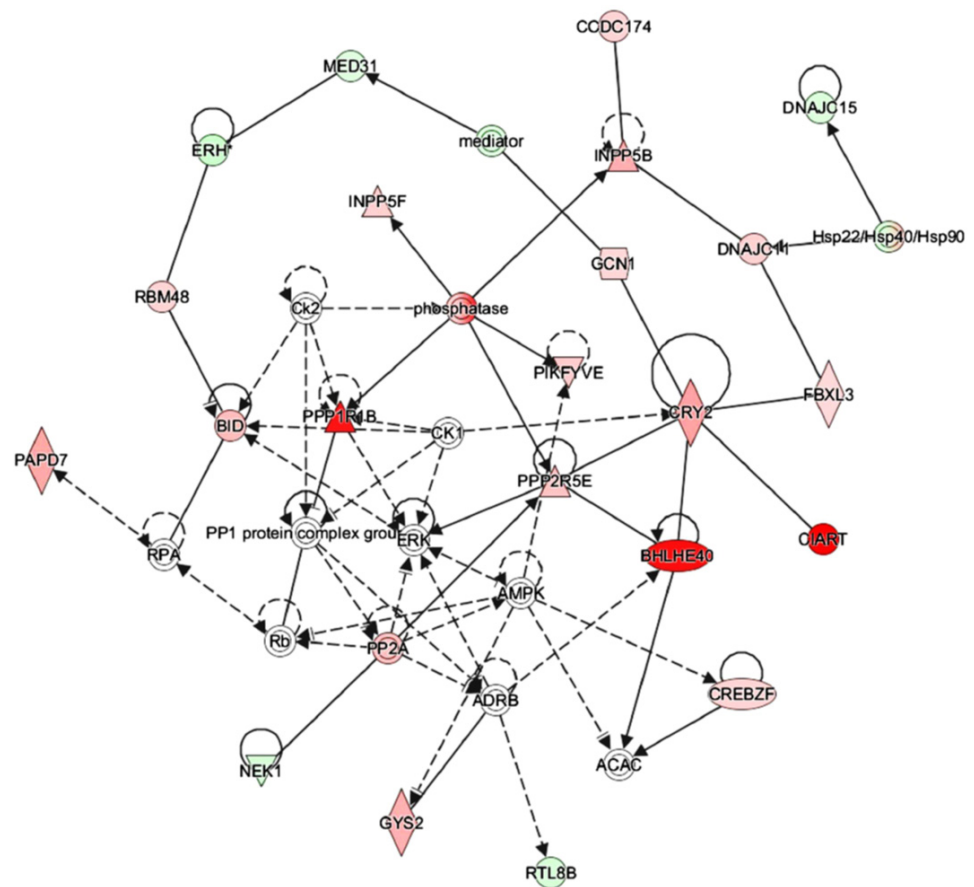 CCDC174
MED31
DNAJC15
mediator
ERH*
INPP5B
INPP5F
Hsp22/Hsp40/Hsp90
DNAJC11
GCN1
RBM48
Ck2
phosphatase
PIKFYVE
FBXL3
CRY2
PPP1R1B
BID
CK1
PAPD7
PPP2R5E
PP1 protein complex grou
ERK
CIART
RPA
BHLHE40
AMPK
Rb
PP2A
CREBZF
ADRB
ACAC
NEK1
GYS2
RTL8B